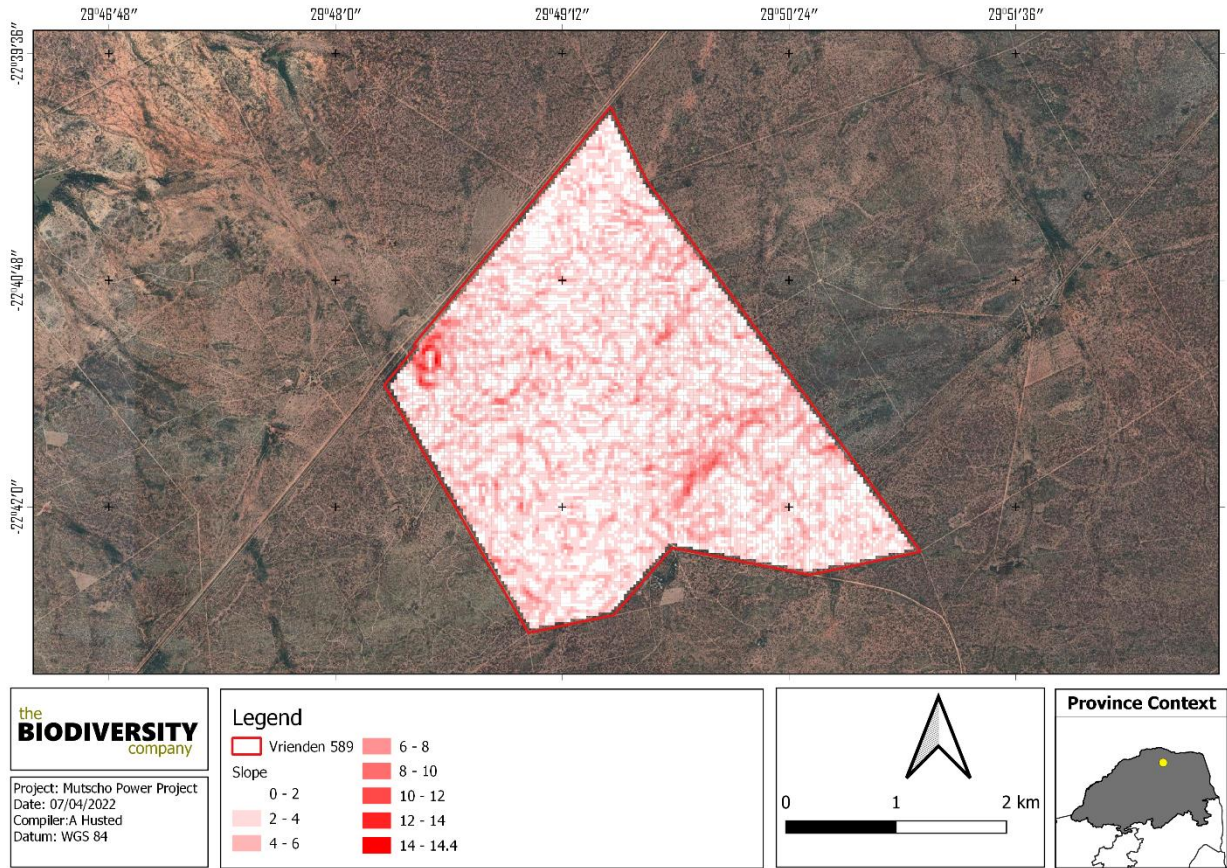 29°46'48"
29°48'0"
29°49'12"
29°50'24"
29°51'36"
-22°39'36"
-22°40'48"
-22°42'0"
the
BIODIVERSITY
company
Project: Mutscho Power Project
Date: 07/04/2022
Compiler:A Husted
Datum: WGS 84
Legend
Vrienden 589
Slope
0 - 2
2 - 4
4 - 6
6 - 8
8 - 10
10 - 12
12 - 14
14 - 14.4
0 1 2 km
Province Context